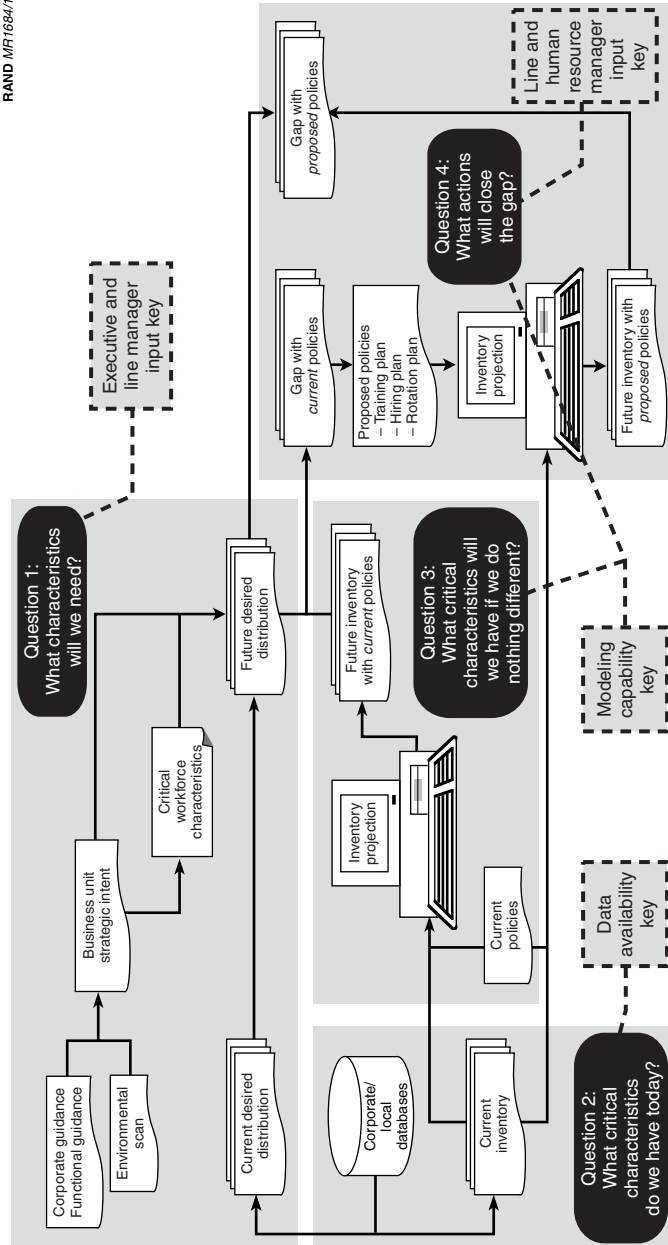 RAND MR1684/1
Corporate guidance
Functional guidance
Environmental
scan
Business unit
strategic intent
Critical
workforce
characteristics
Question 1:
What characteristics
will we need?
Executive and
line manager
input key
Current desired
distribution
Future desired
distribution
Corporate/
local
databases
Current
inventory
Question 2:
What critical
characteristics
do we have today?
Data
availability
key
Current
policies
Inventory
projection
Future inventory
with current policies
Question 3:
What critical
characteristics will
we have if we do
nothing different?
Modeling
capability
key
Gap with
current policies
Proposed policies
– Training plan
– Hiring plan
– Rotation plan
Inventory
projection
Future inventory with
proposed policies
Gap with
proposed policies
Question 4:
What actions
will close
the gap?
Line and
human
resource
manager
input
key